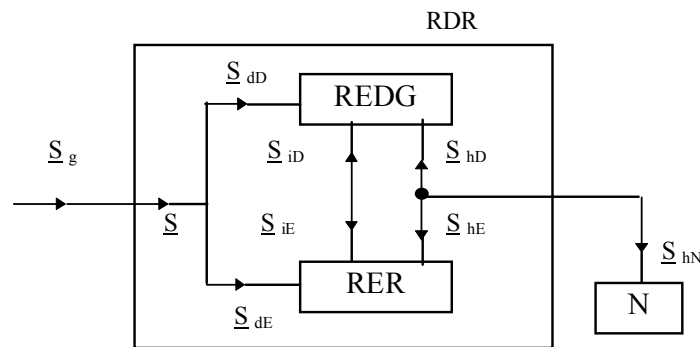 RDR
S dD
REDG
S g
S iD
S hD
S
S iE
S hE
S hN
RER
N
S dE